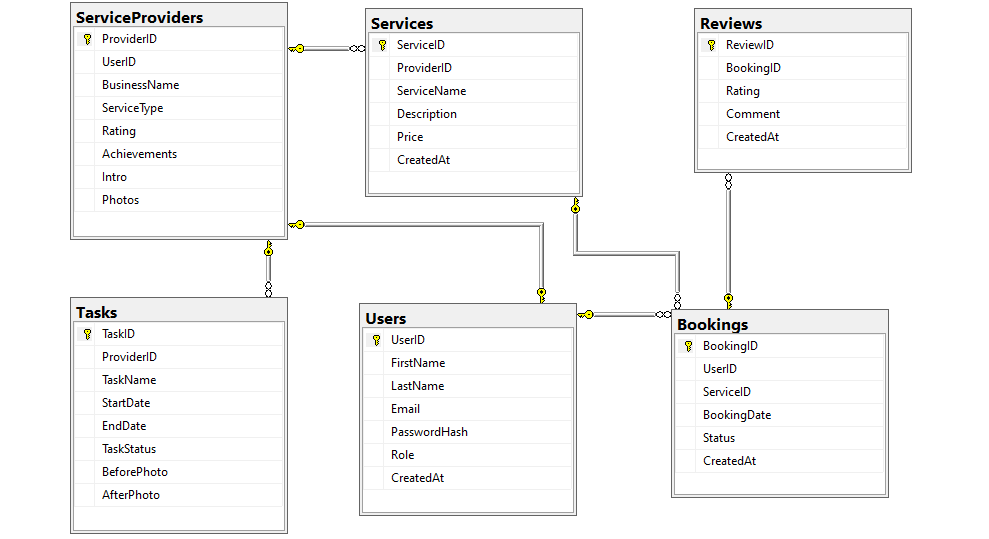 ServiceProviders
ProviderID
UserID
BusinessName
ServiceType
Rating
Achievements
Intro
Photos
Services
ServiceID
ProviderID
ServiceName
Description
Price
CreatedAt
Reviews
ReviewID
BookingID
Rating
Comment
CreatedAt
Tasks
TaskID
ProviderID
TaskName
StartDate
EndDate
TaskStatus
BeforePhoto
AfterPhoto
Users
UserID
FirstName
LastName
Email
PasswordHash
Role
CreatedAt
Bookings
BookingID
UserID
ServiceID
BookingDate
Status
CreatedAt